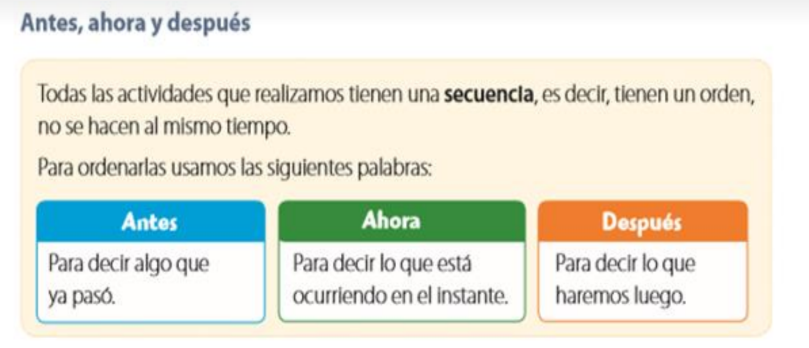 Antes, ahora y después
Todas las actividades que realizamos tienen una secuencia, es decir, tienen un orden,
no se hacen al mismo tiempo.
Para ordenarlas usamos las siguientes palabras:
Antes
Para decir algo que
ya pasó.
Ahora
Para decir lo que está
ocurriendo en el instante.
Después
Para decir lo que
haremos luego.